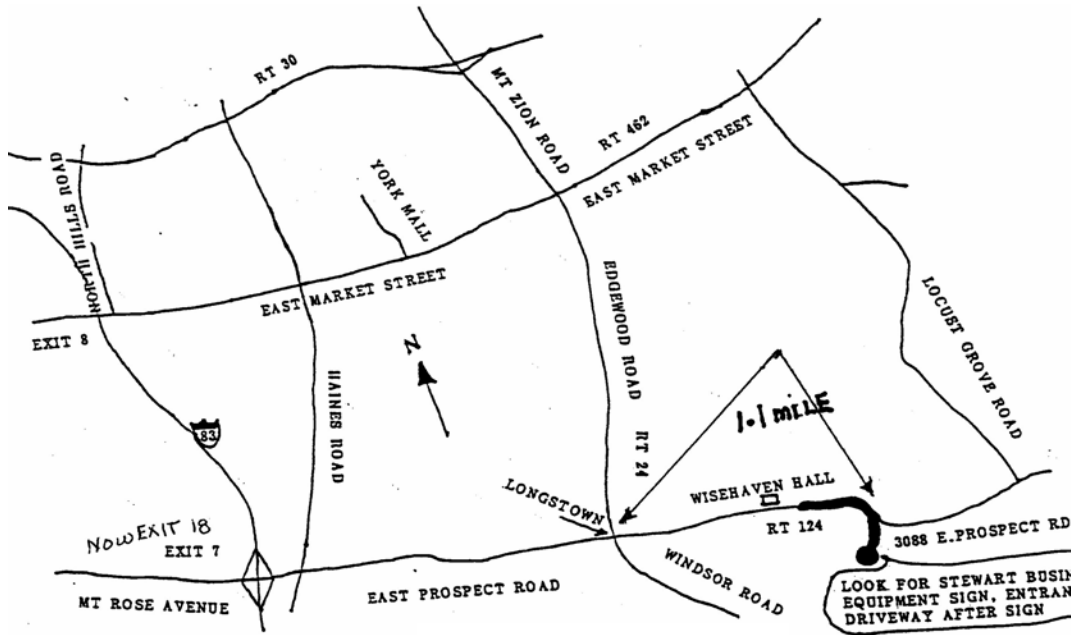 RT 30
MT ZION ROAD
RT 462
EAST MARKET STREET
NORTH HILLS ROAD
YORK MALL
EAST MARKET STREET
EXIT 8
N
HAINES ROAD
EDGEWOOD ROAD
RT 24
LOCUST GROVE ROAD
83
1.1 MILE
LONGSTOWN
WISEHAVEN HALL
RT 124
NOW EXIT 18
EXIT 7
3088 E.PROSPECT RD
MT ROSE AVENUE
EAST PROSPECT ROAD
WINDSOR ROAD
LOOK FOR STEWART BUSIN
EQUIPMENT SIGN, ENTRAN
DRIVEWAY AFTER SIGN